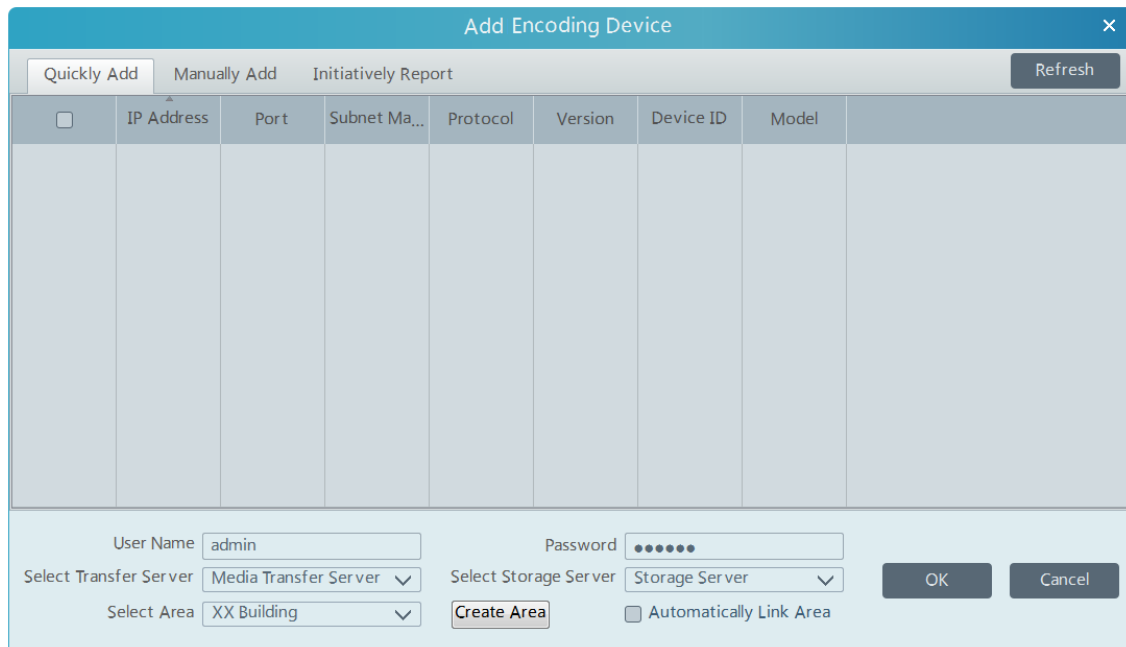 Add Encoding Device
Quickly Add Manually Add Initiatively Report Refresh
IP Address Port Subnet Ma... Protocol Version Device ID Model
User Name admin Password ●●●●●●
Select Transfer Server Media Transfer Server Select Storage Server Storage Server OK Cancel
Select Area XX Building Create Area Automatically Link Area